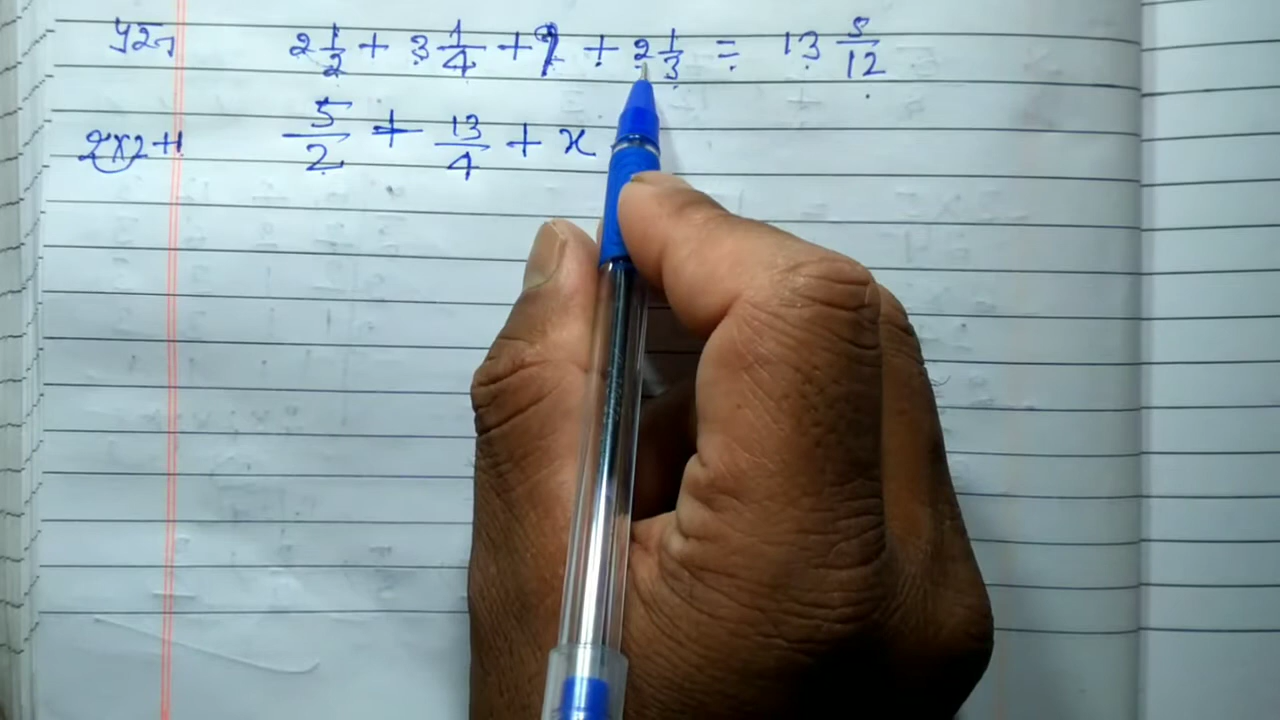 2 1/2 + 3 1/4 + ? + 2 1/3 = 13 5/12
2×2+1 5/2 + 13/4 + x